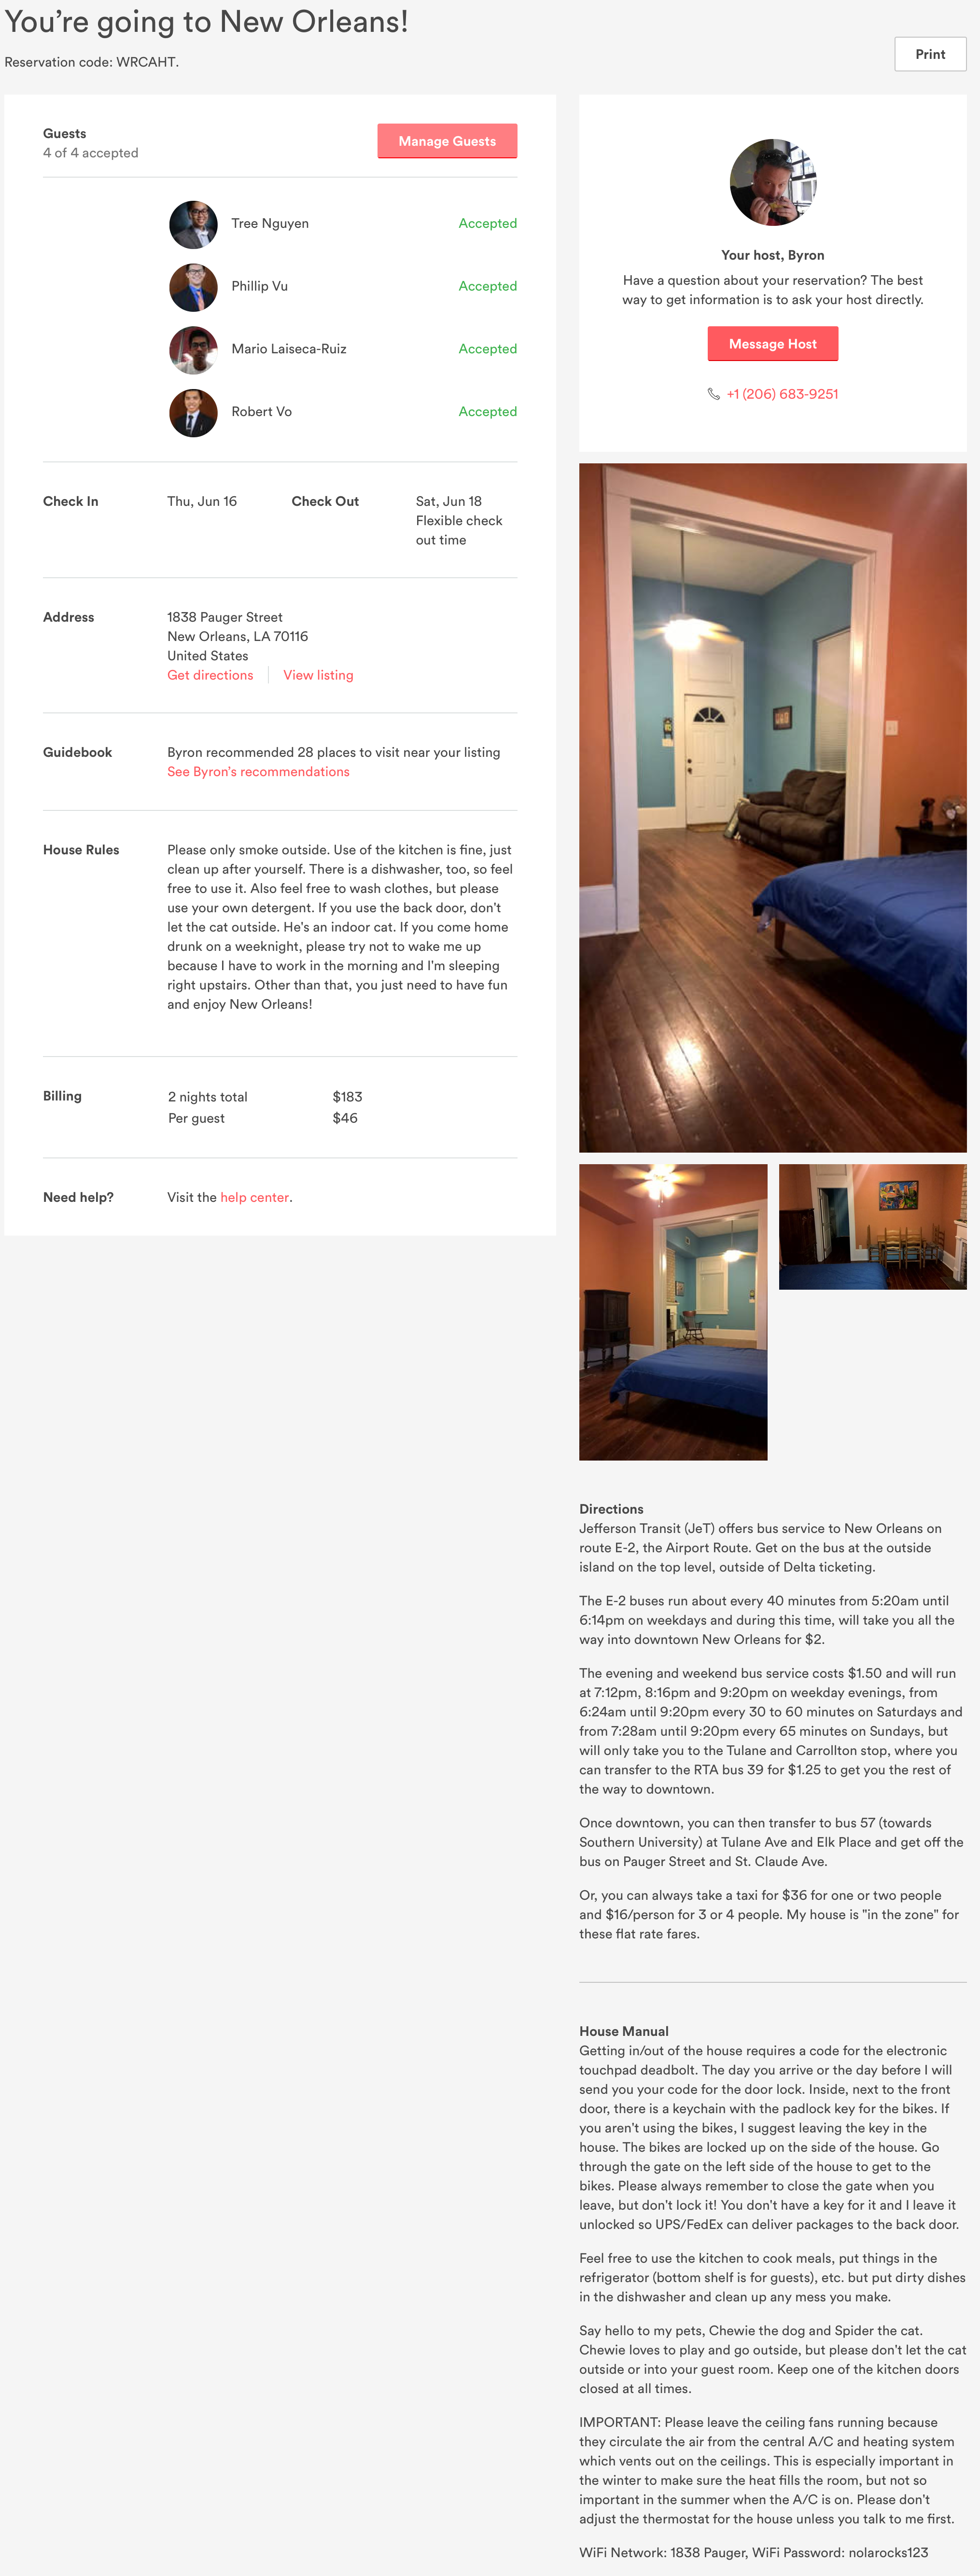 You're going to New Orleans!
Reservation code: WRCAHT.
Print
Guests
4 of 4 accepted
Manage Guests
Tree Nguyen
Accepted
Phillip Vu
Accepted
Mario Laiseca-Ruiz
Accepted
Robert Vo
Accepted
Check In
Thu, Jun 16
Check Out
Sat, Jun 18
Flexible check
out time
Address
1838 Pauger Street
New Orleans, LA 70116
United States
Get directions
View listing
Guidebook
Byron recommended 28 places to visit near your listing
See Byron's recommendations
House Rules
Please only smoke outside. Use of the kitchen is fine, just
clean up after yourself. There is a dishwasher, too, so feel
free to use it. Also feel free to wash clothes, but please
use your own detergent. If you use the back door, don't
let the cat outside. He's an indoor cat. If you come home
drunk on a weeknight, please try not to wake me up
because I have to work in the morning and I'm sleeping
right upstairs. Other than that, you just need to have fun
and enjoy New Orleans!
Billing
2 nights total
$183
Per guest
$46
Need help?
Visit the help center.
Your host, Byron
Have a question about your reservation? The best
way to get information is to ask your host directly.
Message Host
+1 (206) 683-9251
Directions
Jefferson Transit (JeT) offers bus service to New Orleans on
route E-2, the Airport Route. Get on the bus at the outside
island on the top level, outside of Delta ticketing.
The E-2 buses run about every 40 minutes from 5:20am until
6:14pm on weekdays and during this time, will take you all the
way into downtown New Orleans for $2.
The evening and weekend bus service costs $1.50 and will run
at 7:12pm, 8:16pm and 9:20pm on weekday evenings, from
6:24am until 9:20pm every 30 to 60 minutes on Saturdays and
from 7:28am until 9:20pm every 65 minutes on Sundays, but
will only take you to the Tulane and Carrollton stop, where you
can transfer to the RTA bus 39 for $1.25 to get you the rest of
the way to downtown.
Once downtown, you can then transfer to bus 57 (towards
Southern University) at Tulane Ave and Elk Place and get off the
bus on Pauger Street and St. Claude Ave.
Or, you can always take a taxi for $36 for one or two people
and $16/person for 3 or 4 people. My house is "in the zone" for
these flat rate fares.
House Manual
Getting in/out of the house requires a code for the electronic
touchpad deadbolt. The day you arrive or the day before I will
send you your code for the door lock. Inside, next to the front
door, there is a keychain with the padlock key for the bikes. If
you aren't using the bikes, I suggest leaving the key in the
house. The bikes are locked up on the side of the house. Go
through the gate on the left side of the house to get to the
bikes. Please always remember to close the gate when you
leave, but don't lock it! You don't have a key for it and I leave it
unlocked so UPS/FedEx can deliver packages to the back door.
Feel free to use the kitchen to cook meals, put things in the
refrigerator (bottom shelf is for guests), etc. but put dirty dishes
in the dishwasher and clean up any mess you make.
Say hello to my pets, Chewie the dog and Spider the cat.
Chewie loves to play and go outside, but please don't let the cat
outside or into your guest room. Keep one of the kitchen doors
closed at all times.
IMPORTANT: Please leave the ceiling fans running because
they circulate the air from the central A/C and heating system
which vents out on the ceilings. This is especially important in
the winter to make sure the heat fills the room, but not so
important in the summer when the A/C is on. Please don't
adjust the thermostat for the house unless you talk to me first.
WiFi Network: 1838 Pauger, WiFi Password: nolarocks123